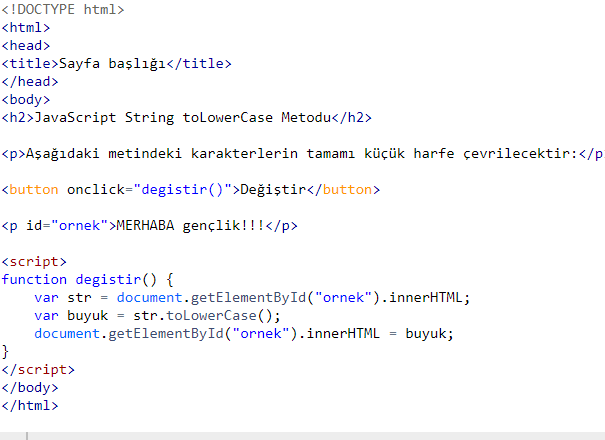 <!DOCTYPE html>
<html>
<head>
<title>Sayfa başlığı</title>
</head>
<body>
<h2>JavaScript String toLowerCase Metodu</h2>
<p>Aşağıdaki metindeki karakterlerin tamamı küçük harfe çevrilecektir:</p
<button onclick="degistir()">Değiştir</button>
<p id="ornek">MERHABA gençlik!!!</p>
<script>
function degistir() {
    var str = document.getElementById("ornek").innerHTML;
    var buyuk = str.toLowerCase();
    document.getElementById("ornek").innerHTML = buyuk;
}
</script>
</body>
</html>